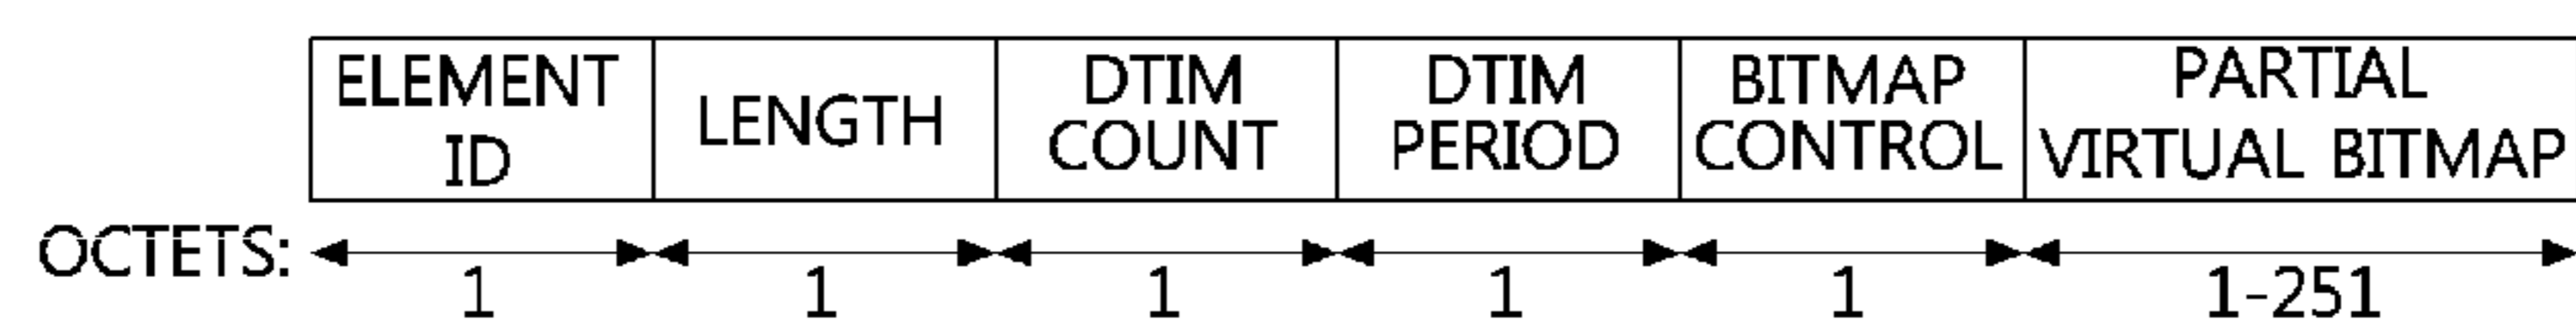 ELEMENT
ID
LENGTH
DTIM
COUNT
DTIM
PERIOD
BITMAP
CONTROL
PARTIAL
VIRTUAL BITMAP
OCTETS:
1
1
1
1
1
1-251